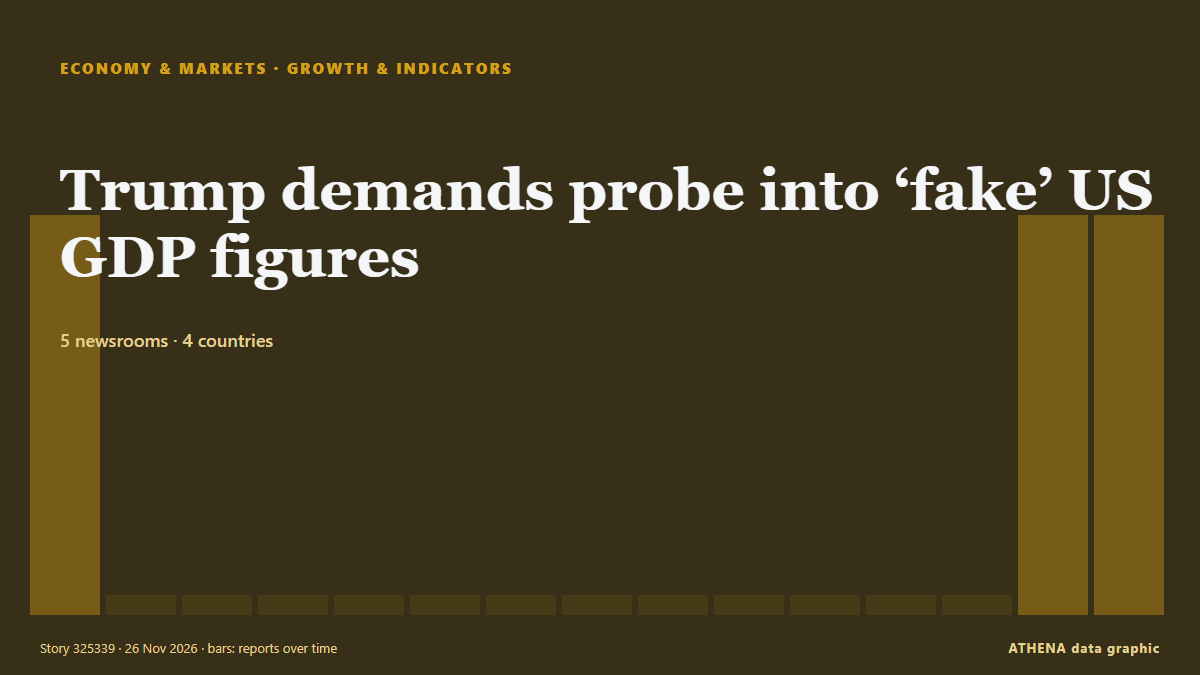 ECONOMY & MARKETS · GROWTH & INDICATORS
Trump demands probe into ‘fake’ US
GDP figures
5 newsrooms · 4 countries
Story 325339 · 26 Nov 2026 · bars: reports over time
ATHENA data graphic